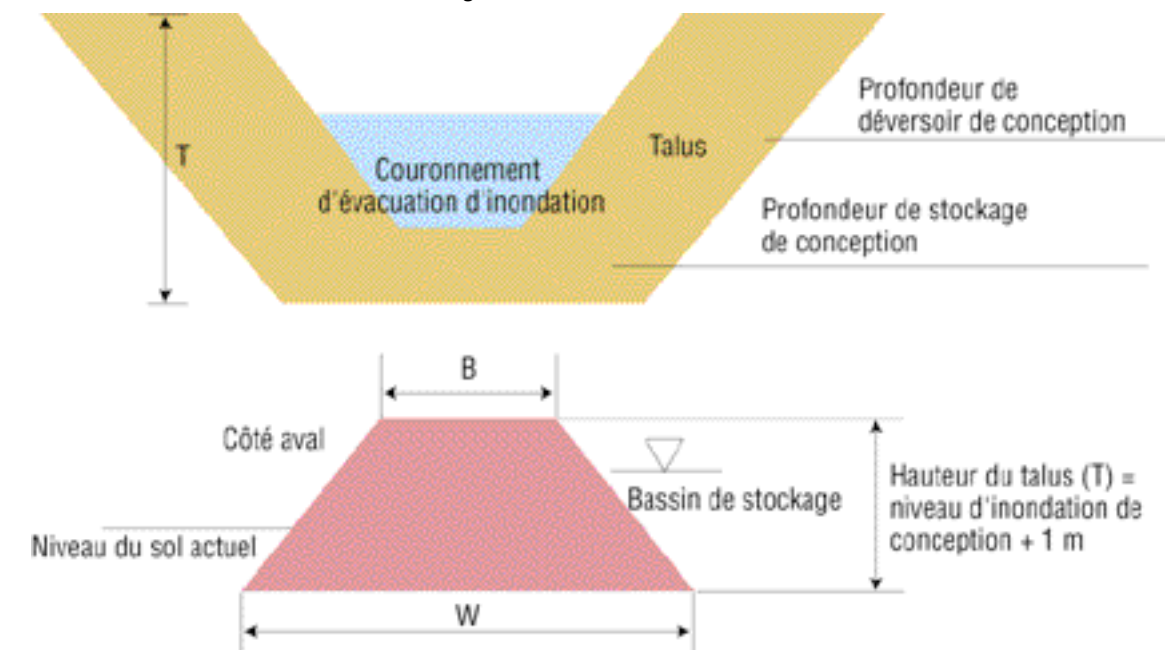 T
Couronnement
d'évacuation d'inondation
Talus
Profondeur de
déversoir de conception
Profondeur de stockage
de conception
B
Côté aval
Bassin de stockage
Niveau du sol actuel
Hauteur du talus (T) =
niveau d'inondation de
conception + 1 m
W